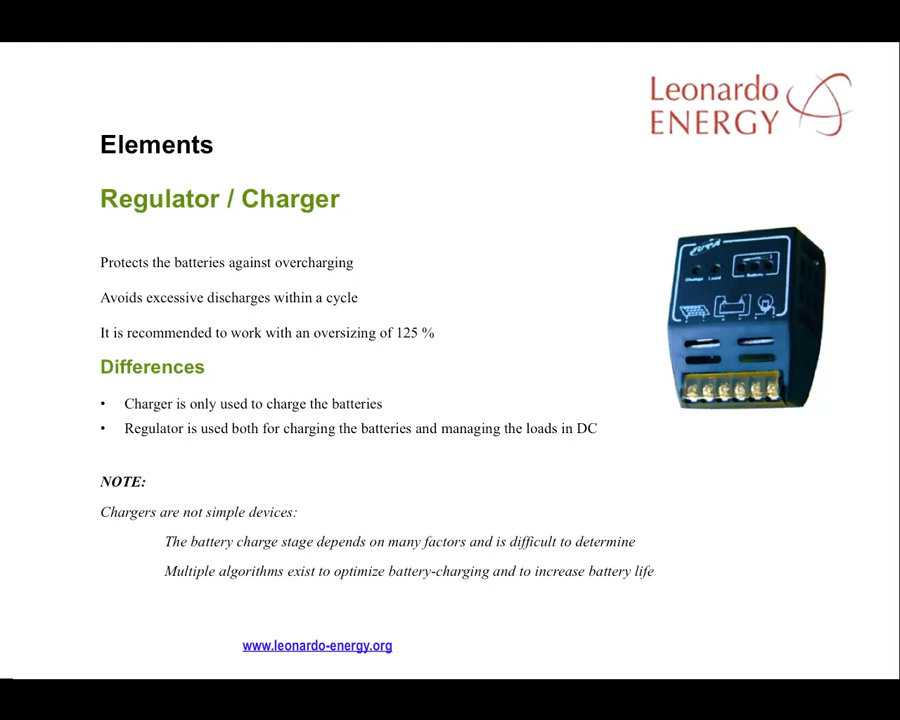 Leonardo
ENERGY
Elements
Regulator / Charger
Protects the batteries against overcharging
Avoids excessive discharges within a cycle
It is recommended to work with an oversizing of 125 %
Differences
• Charger is only used to charge the batteries
• Regulator is used both for charging the batteries and managing the loads in DC
NOTE:
Chargers are not simple devices:
The battery charge stage depends on many factors and is difficult to determine
Multiple algorithms exist to optimize battery-charging and to increase battery life
www.leonardo-energy.org